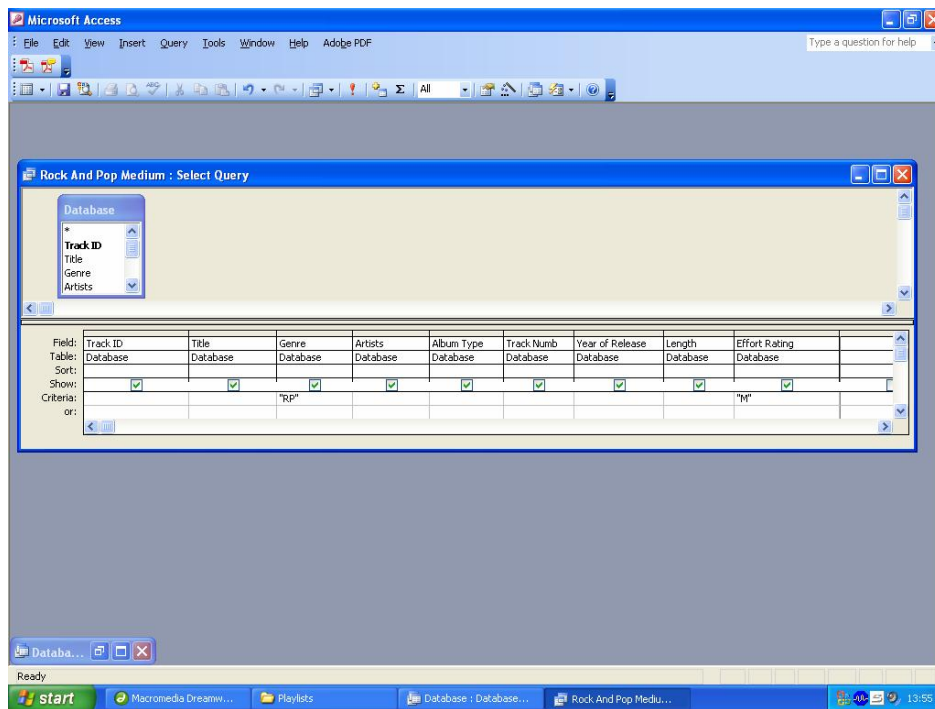 Microsoft Access
File Edit View Insert Query Tools Window Help Adobe PDF Type a question for help
All
Rock And Pop Medium : Select Query
Database
*
Track ID
Title
Genre
Artists
Field: Track ID Title Genre Artists Album Type Track Numb Year of Release Length Effort Rating
Table: Database Database Database Database Database Database Database Database Database
Sort:
Show:
Criteria: "RP" "M"
or:
Databa...
Ready
start Macromedia Dreamw... Playlists Database : Database... Rock And Pop Mediu... 13:55